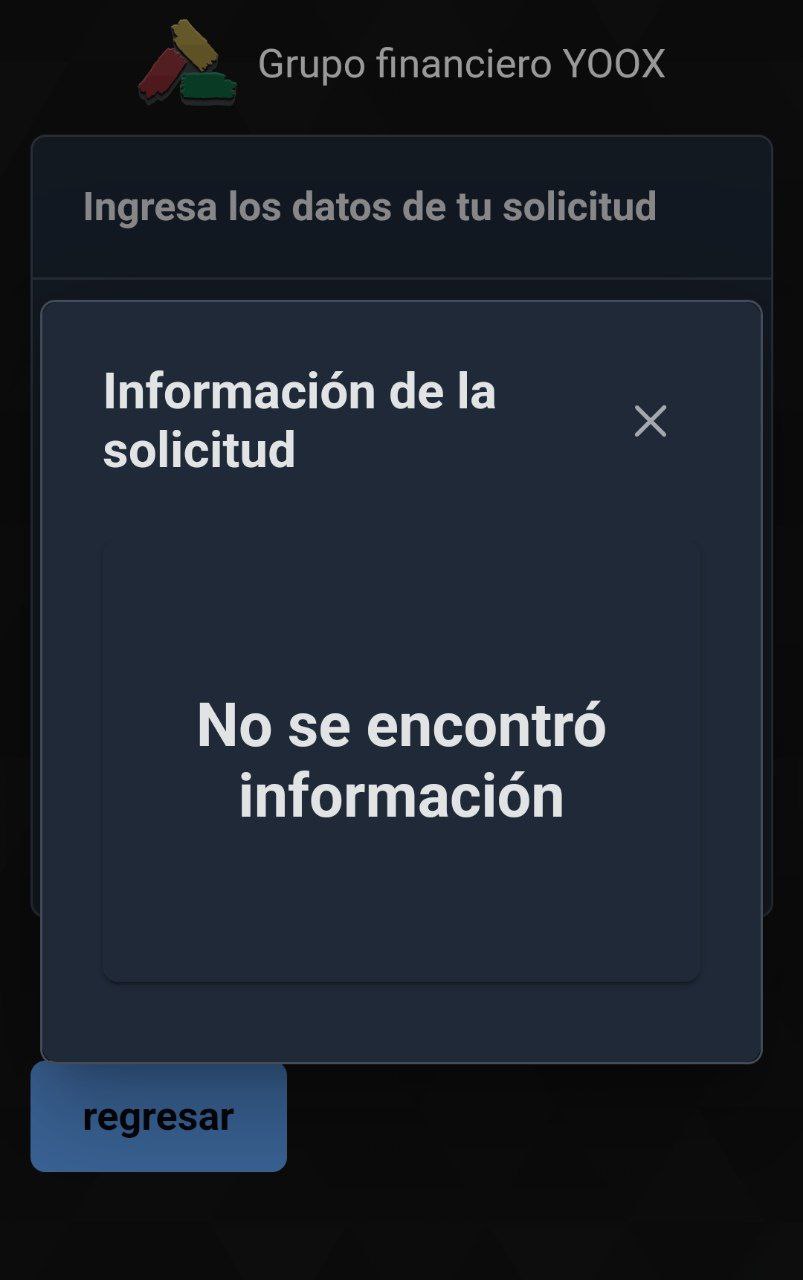 Grupo financiero YOOX
Ingresa los datos de tu solicitud
Información de la
solicitud
No se encontró
información
regresar